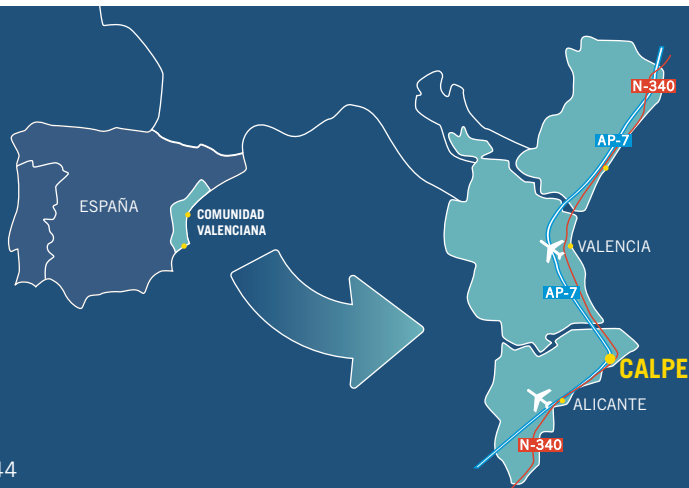 N-340
AP-7
ESPAÑA
COMUNIDAD
VALENCIANA
VALENCIA
AP-7
CALPE
ALICANTE
N-340
44